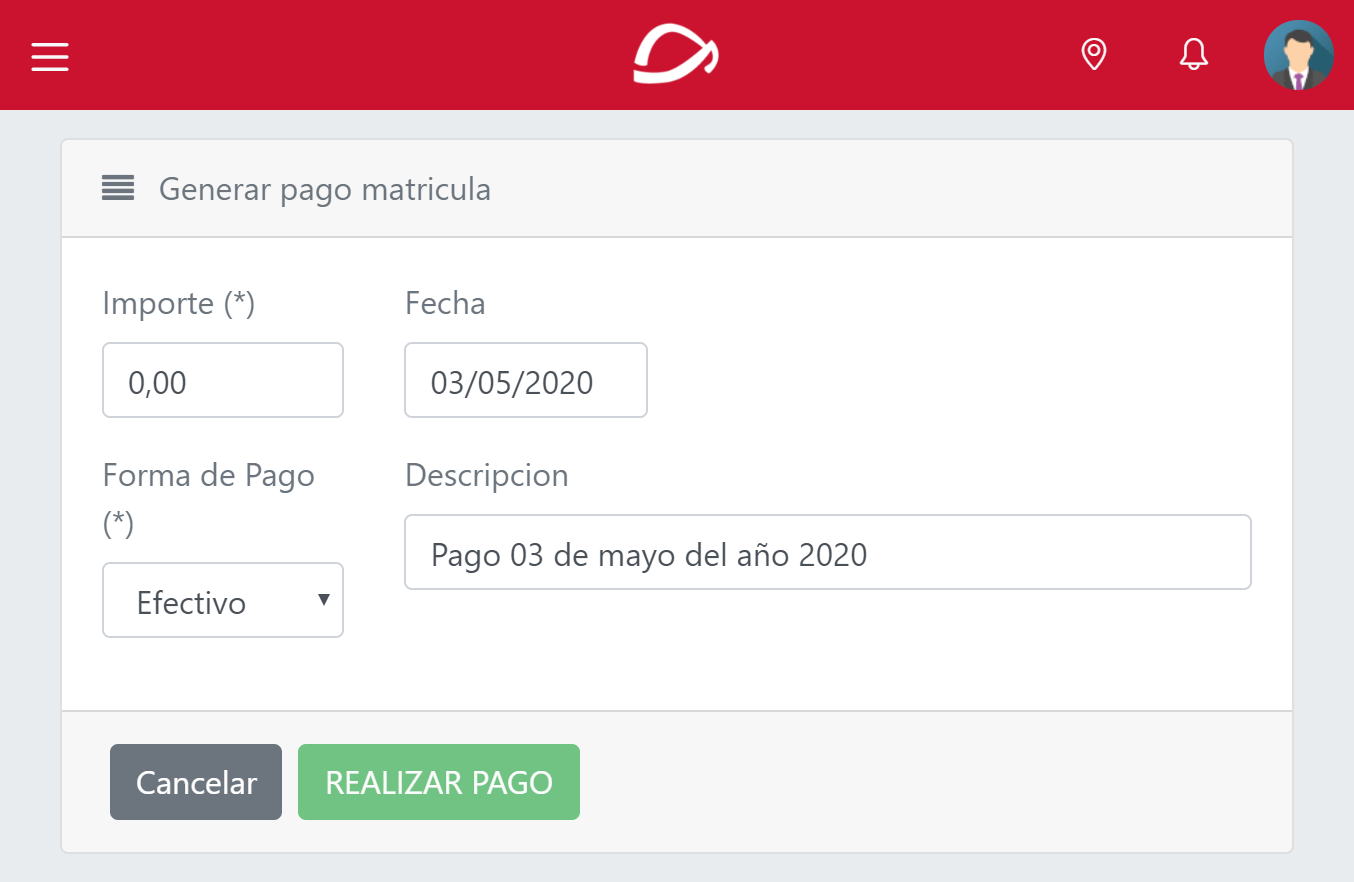 Generar pago matricula
Importe (*)
Fecha
0,00
03/05/2020
Forma de Pago
(*)
Descripcion
Pago 03 de mayo del año 2020
Efectivo
Cancelar
REALIZAR PAGO